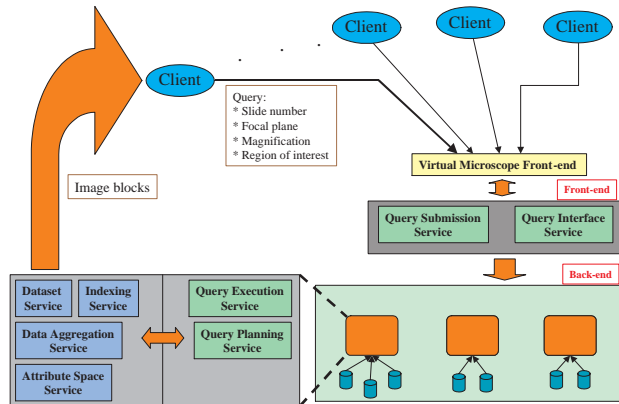 Client
Client
Client
Client
Query:
* Slide number
* Focal plane
* Magnification
* Region of interest
Virtual Microscope Front-end
Image blocks
Front-end
Query Submission
Service
Query Interface
Service
Back-end
Dataset
Service
Indexing
Service
Query Execution
Service
Data Aggregation
Service
Query Planning
Service
Attribute Space
Service